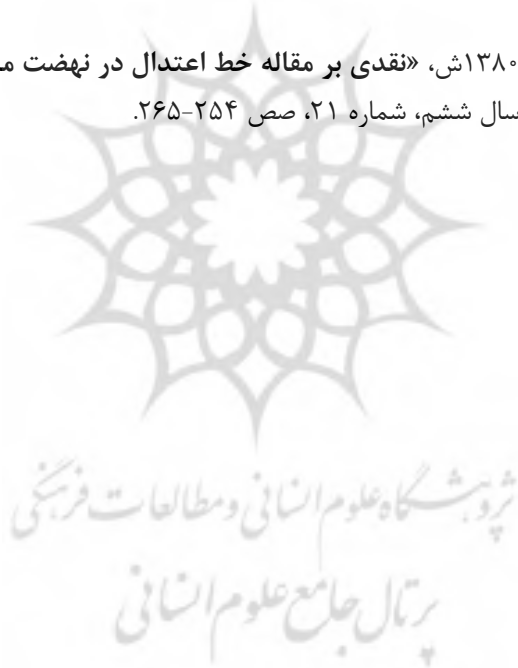 ۱۳۸۰ش، «نقدی بر مقاله خط اعتدال در نهضت
سال ششم، شماره ۲۱، صص ۲۵۴-۲۶۵.
پژوهشگاه علوم انسانی و مطالعات فرهنگی
پرتال جامع علوم انسانی